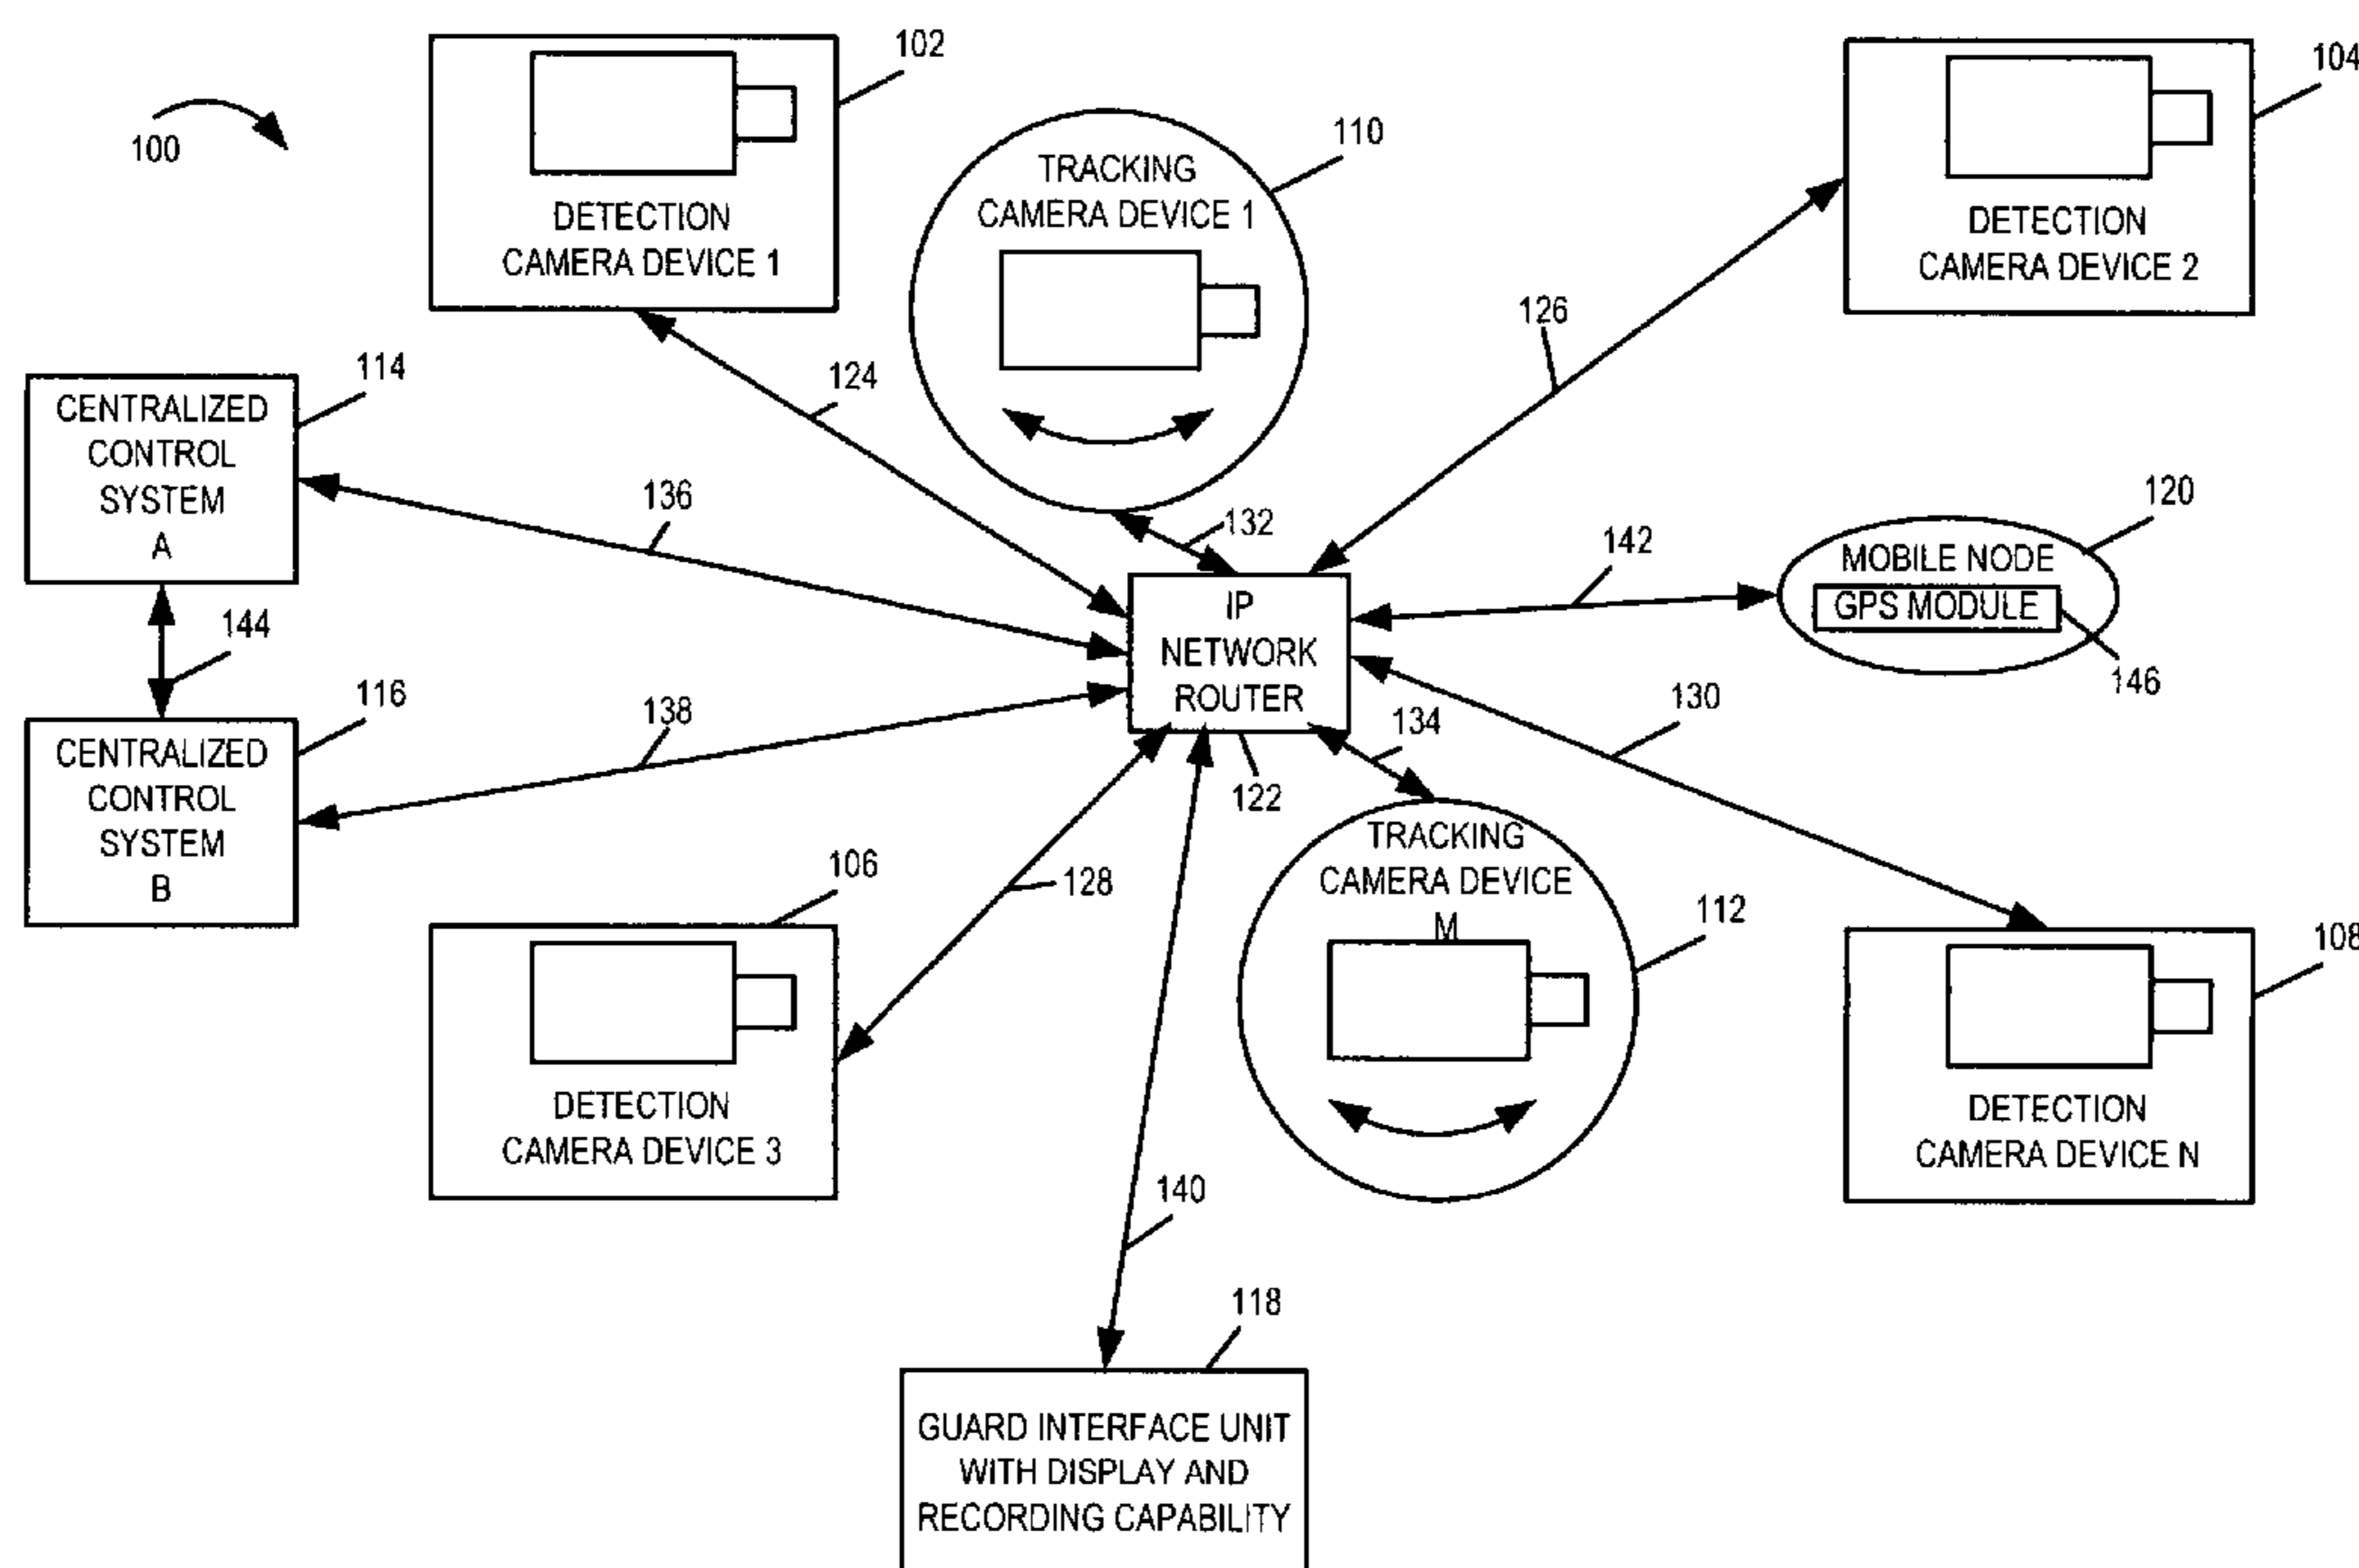 100
102
DETECTION
CAMERA DEVICE 1
110
TRACKING
CAMERA DEVICE 1
104
DETECTION
CAMERA DEVICE 2
114
CENTRALIZED
CONTROL
SYSTEM
A
124
126
136
132
142
120
MOBILE NODE
GPS MODULE
146
144
IP
NETWORK
ROUTER
122
116
CENTRALIZED
CONTROL
SYSTEM
B
138
134
130
106
128
DETECTION
CAMERA DEVICE 3
TRACKING
CAMERA DEVICE
M
112
108
DETECTION
CAMERA DEVICE N
140
118
GUARD INTERFACE UNIT
WITH DISPLAY AND
RECORDING CAPABILITY